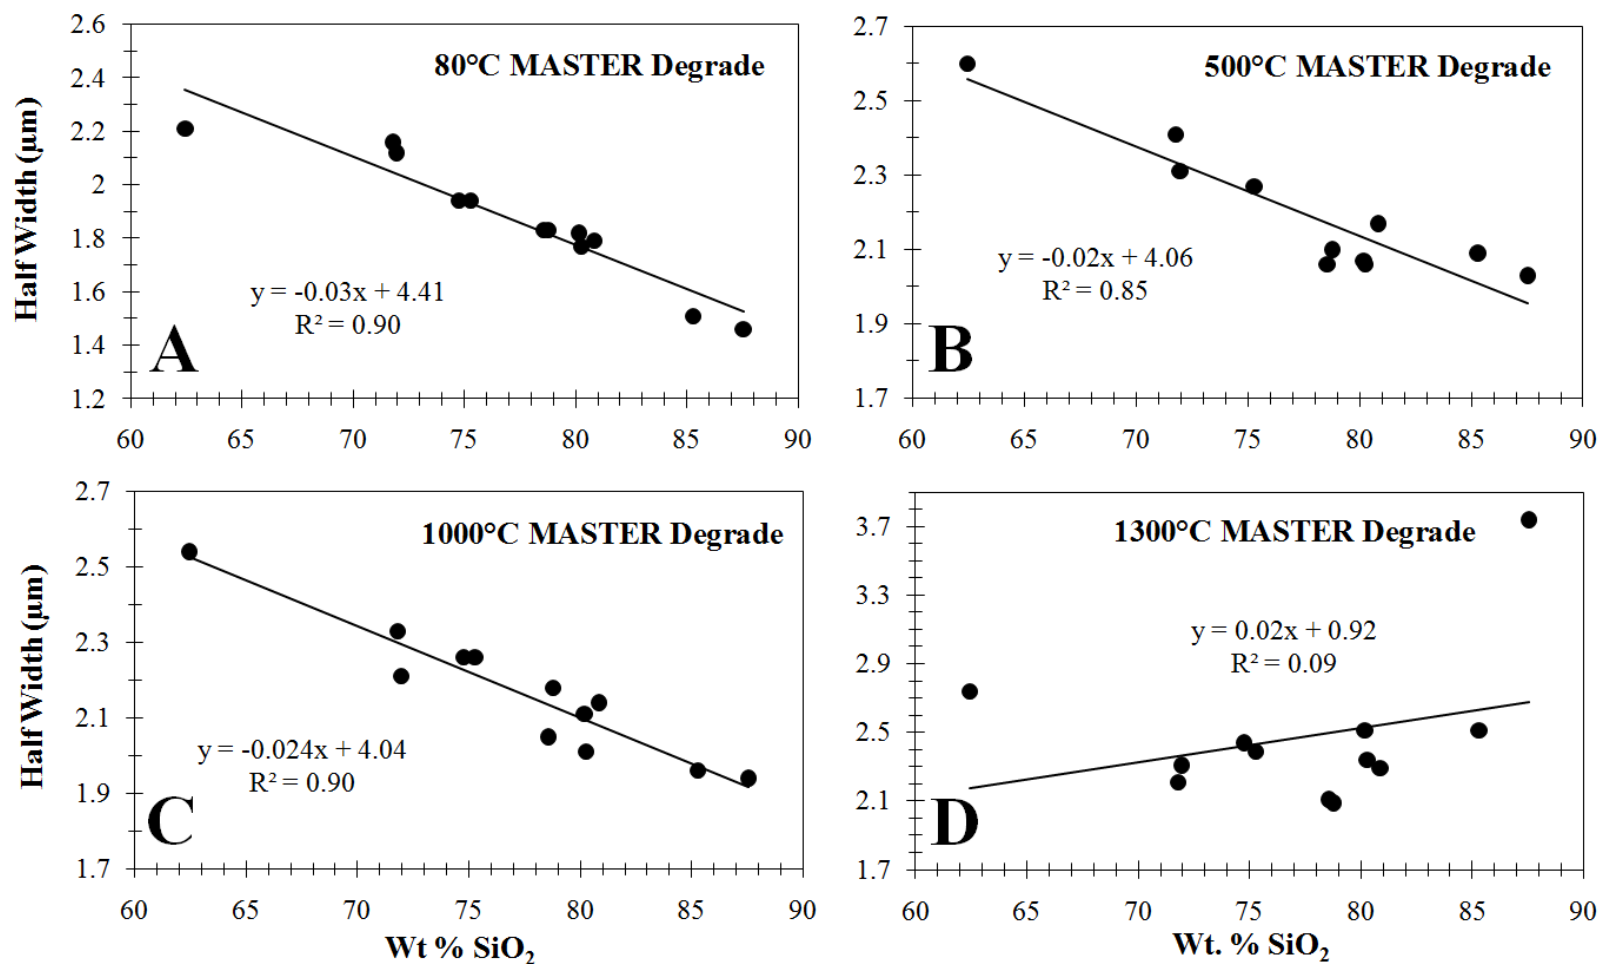 80°C MASTER Degrade
Half Width (µm)
2.6
2.4
2.2
2
1.8
1.6
1.4
1.2
y = -0.03x + 4.41
R² = 0.90
A
60 65 70 75 80 85 90
500°C MASTER Degrade
2.7
2.5
2.3
2.1
1.9
1.7
y = -0.02x + 4.06
R² = 0.85
B
60 65 70 75 80 85 90
1000°C MASTER Degrade
Half Width (µm)
2.7
2.5
2.3
2.1
1.9
1.7
y = -0.024x + 4.04
R² = 0.90
C
60 65 70 75 80 85 90
Wt % SiO₂
1300°C MASTER Degrade
3.7
3.3
2.9
2.5
2.1
1.7
y = 0.02x + 0.92
R² = 0.09
D
60 65 70 75 80 85 90
Wt. % SiO₂